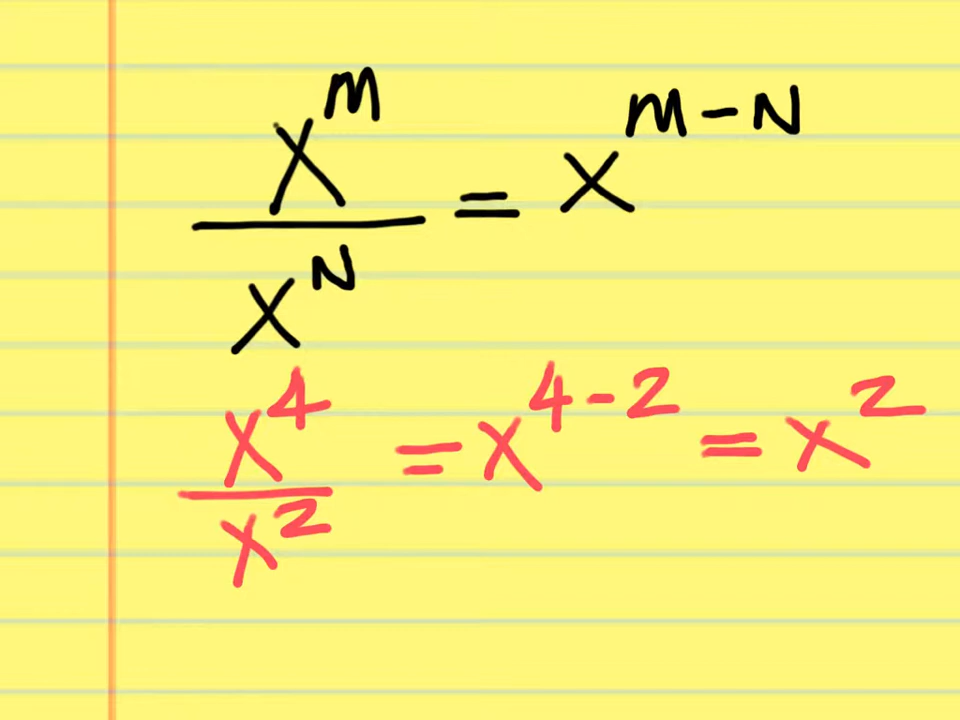 x^m / x^N = x^(m-N)
x^4 / x^2 = x^(4-2) = x^2